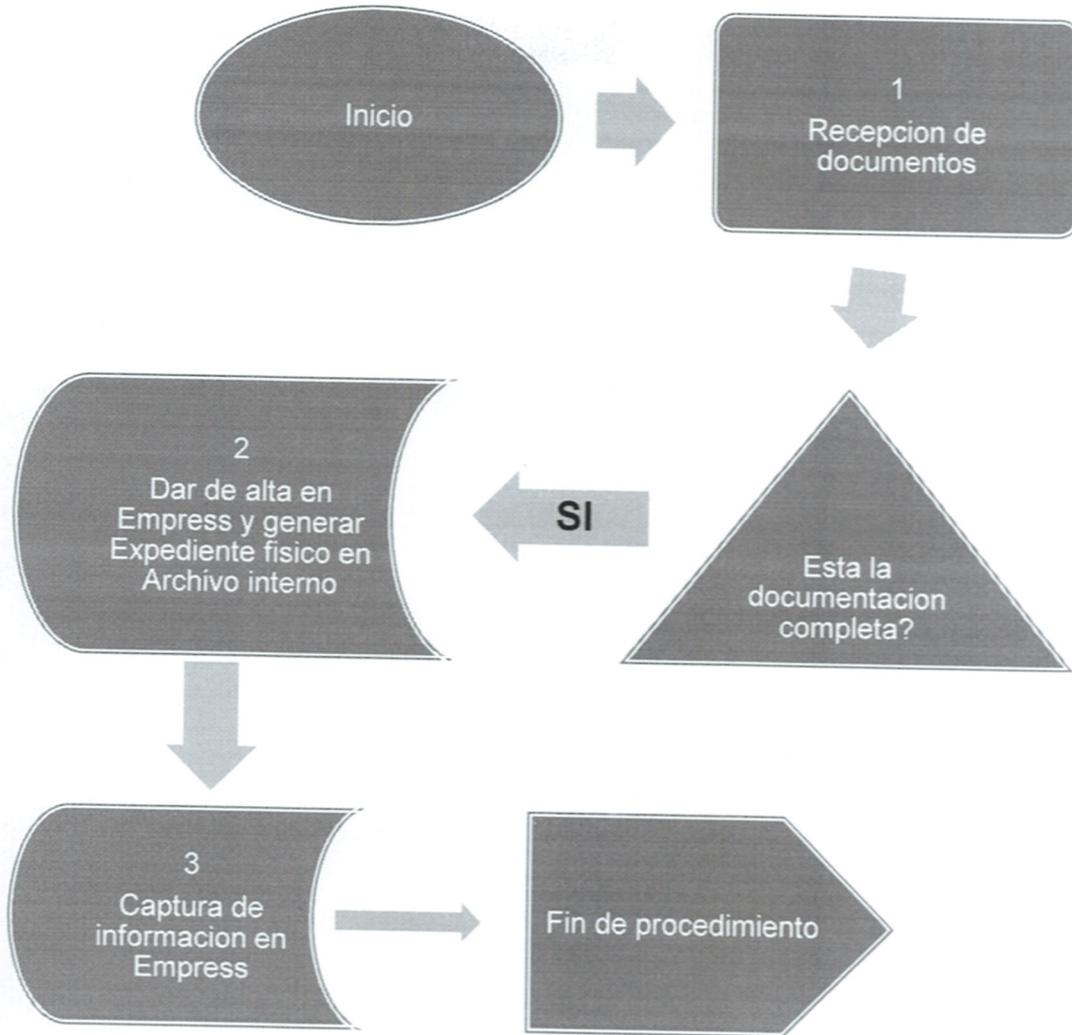 Inicio
1
Recepcion de
documentos
Esta la
documentacion
completa?
SI
2
Dar de alta en
Empress y generar
Expediente fisico en
Archivo interno
3
Captura de
informacion en
Empress
Fin de procedimiento